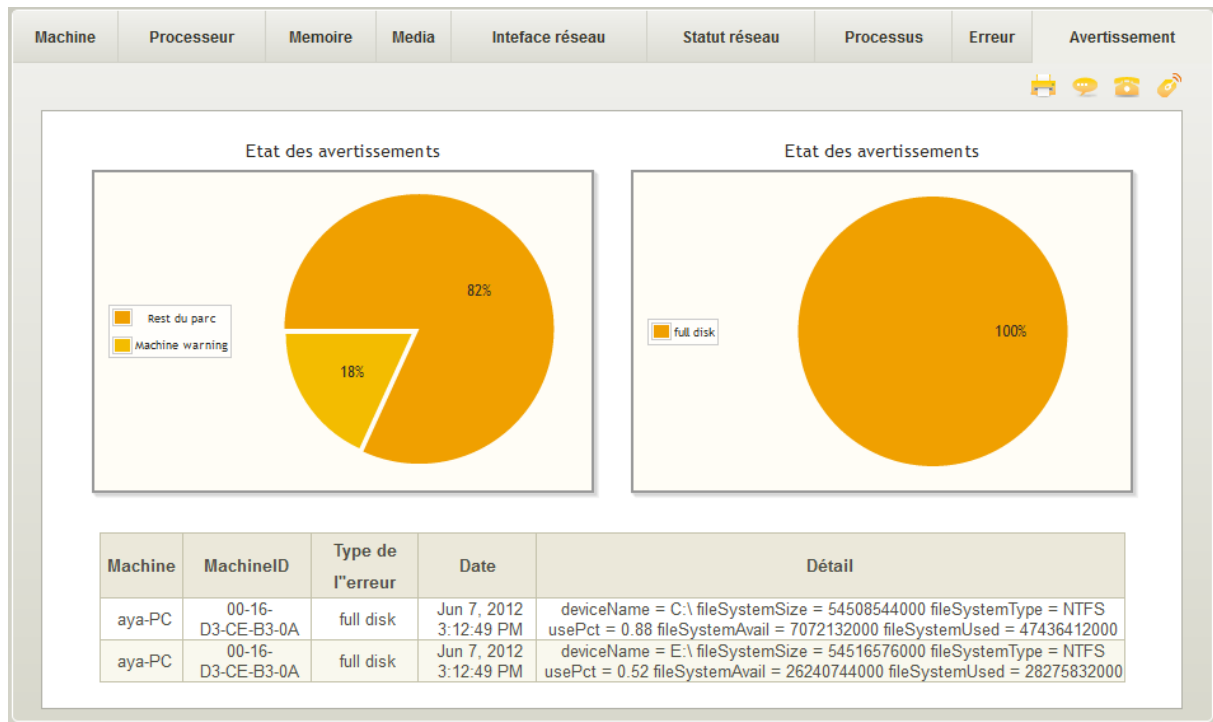 Machine Processeur Memoire Media Inteface réseau Statut réseau Processus Erreur Avertissement
Etat des avertissements
82%
Rest du parc
Machine warning
18%
Etat des avertissements
full disk
100%
Machine MachineID Type de l''erreur Date Détail
aya-PC 00-16-D3-CE-B3-0A full disk Jun 7, 2012 3:12:49 PM deviceName = C:\ fileSystemSize = 54508544000 fileSystemType = NTFS usePct = 0.88 fileSystemAvail = 7072132000 fileSystemUsed = 47436412000
aya-PC 00-16-D3-CE-B3-0A full disk Jun 7, 2012 3:12:49 PM deviceName = E:\ fileSystemSize = 54516576000 fileSystemType = NTFS usePct = 0.52 fileSystemAvail = 26240744000 fileSystemUsed = 28275832000